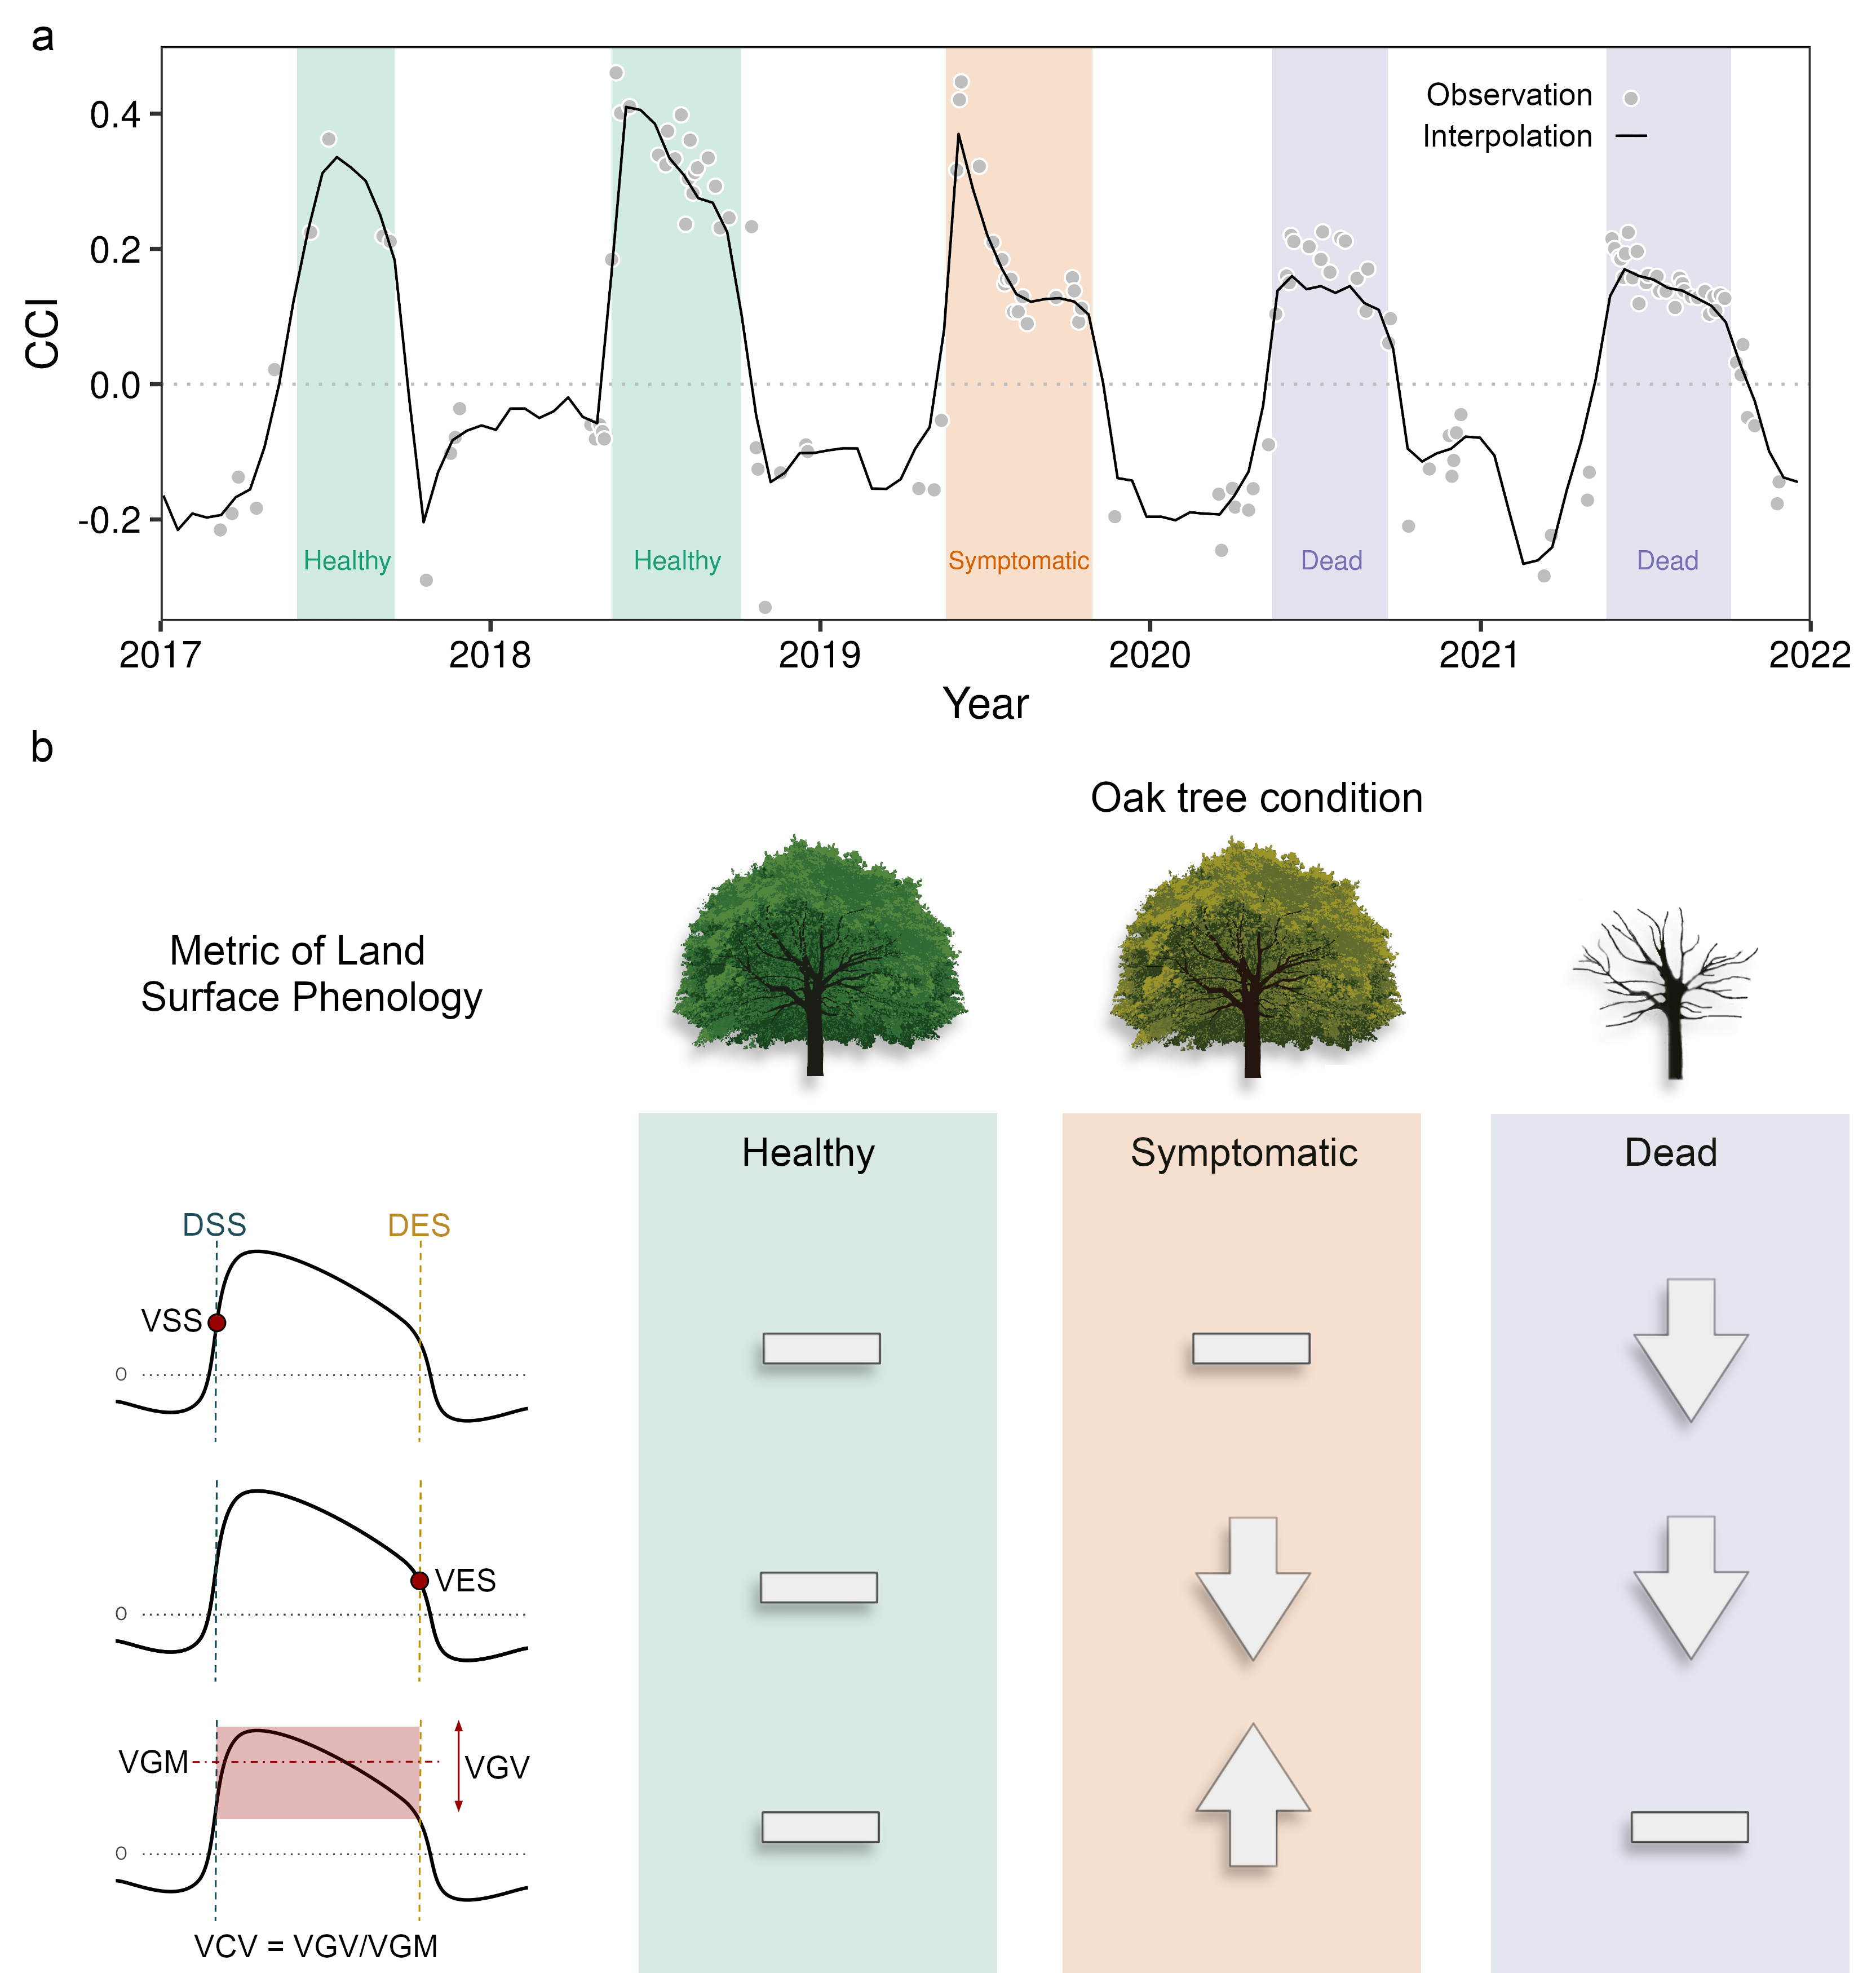 a
CCI
0.4
0.2
0.0
-0.2
Observation
Interpolation
Healthy
Healthy
Symptomatic
Dead
Dead
2017
2018
2019
2020
2021
2022
Year
b
Oak tree condition
Metric of Land
Surface Phenology
Healthy
Symptomatic
Dead
DSS
DES
VSS
0
VES
0
VGM
VGV
0
VCV = VGV/VGM